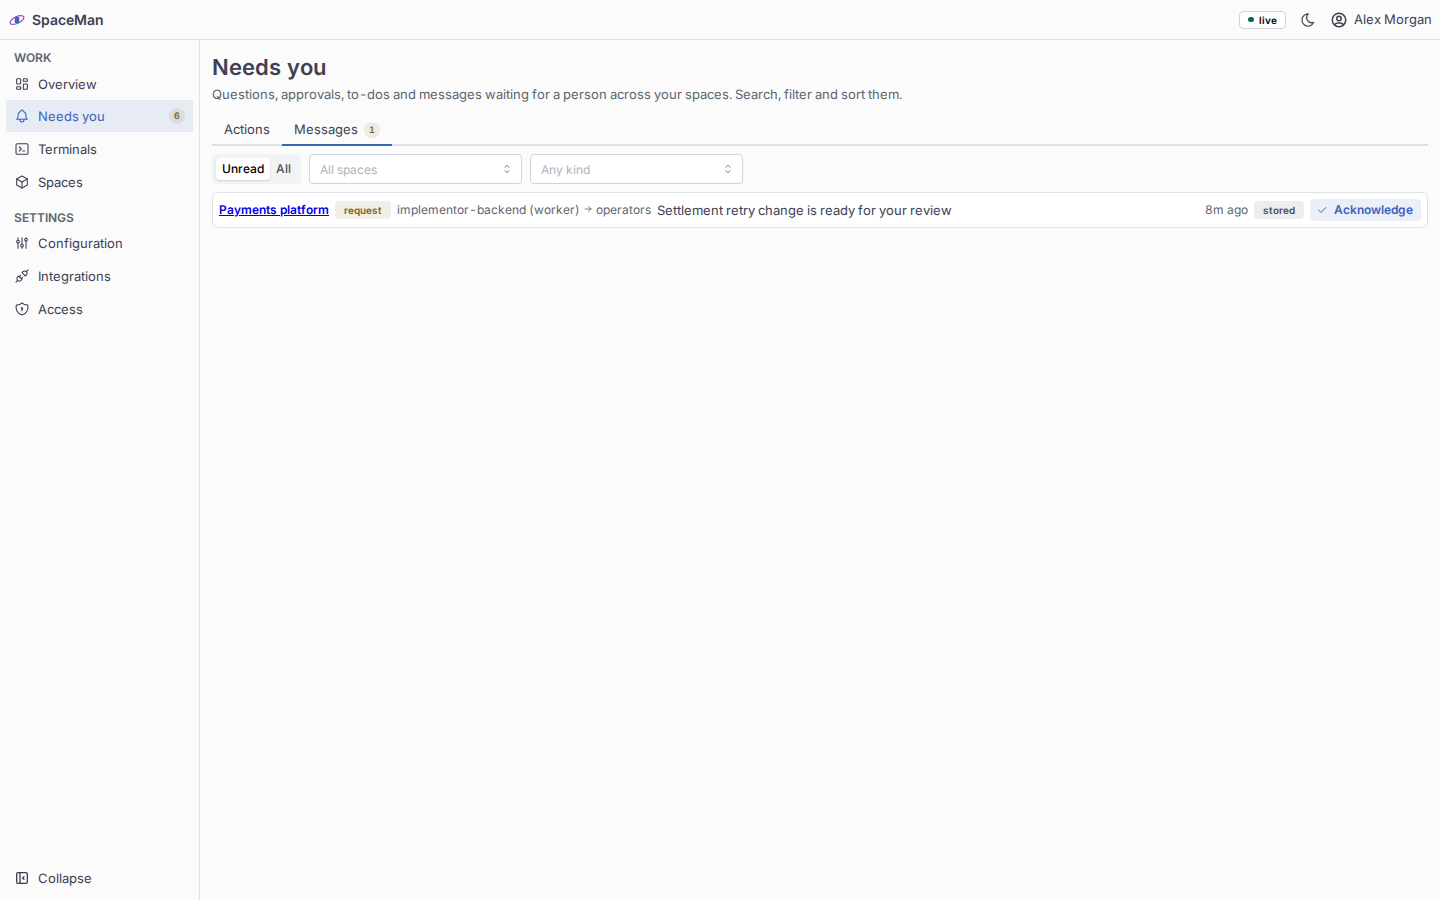 SpaceMan
live
Alex Morgan
WORK
Overview
Needs you 6
Terminals
Spaces
SETTINGS
Configuration
Integrations
Access
Collapse
Needs you
Questions, approvals, to-dos and messages waiting for a person across your spaces. Search, filter and sort them.
Actions Messages 1
Unread All All spaces Any kind
Payments platform request implementor-backend (worker) → operators Settlement retry change is ready for your review 8m ago stored Acknowledge